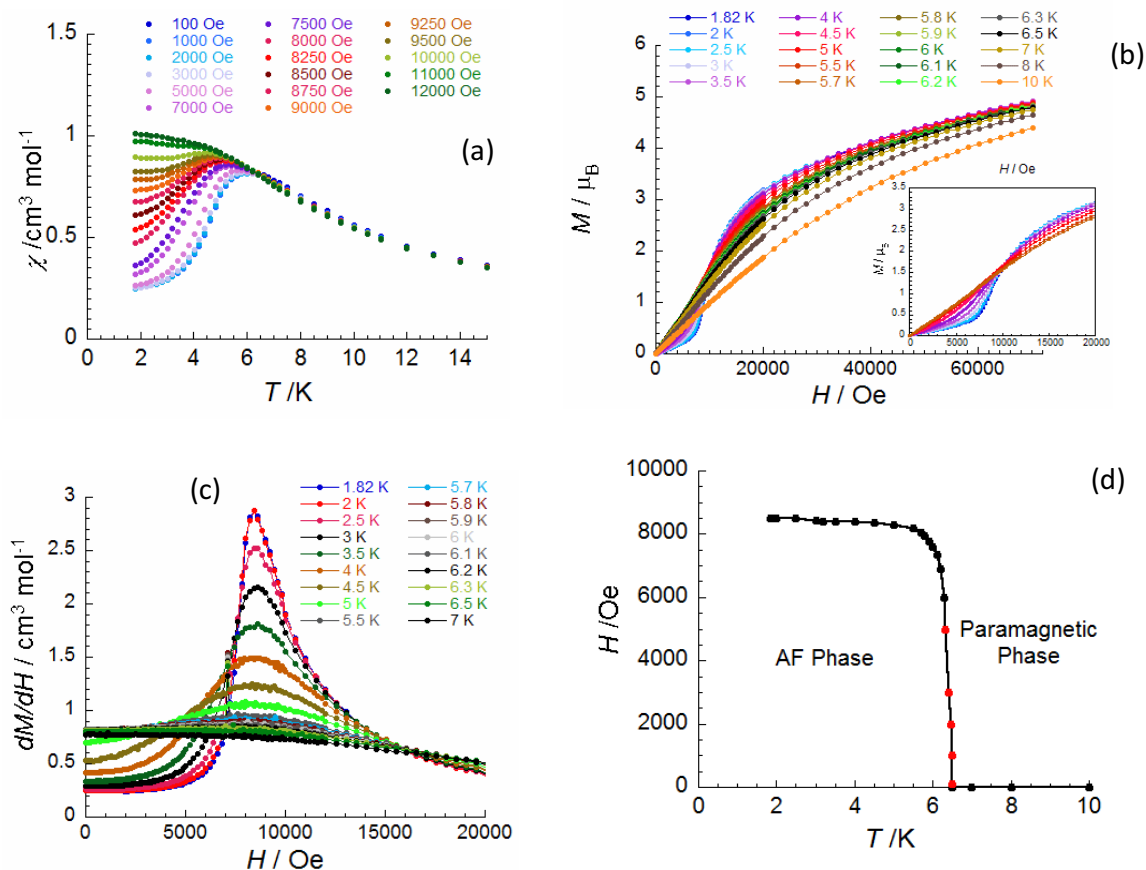 100 Oe 7500 Oe 9250 Oe
1000 Oe 8000 Oe 9500 Oe
2000 Oe 8250 Oe 10000 Oe
3000 Oe 8500 Oe 11000 Oe
5000 Oe 8750 Oe 12000 Oe
7000 Oe 9000 Oe
(a)
1.5
1
0.5
0
χ /cm³ mol⁻¹
0 2 4 6 8 10 12 14
T /K
1.82 K 4 K 5.8 K 6.3 K
2 K 4.5 K 5.9 K 6.5 K
2.5 K 5 K 6 K 7 K
3 K 5.5 K 6.1 K 8 K
3.5 K 5.7 K 6.2 K 10 K
(b)
6
5
4
3
2
1
0
M / μB
0 20000 40000 60000
H / Oe
H / Oe
3.5
3
2.5
2
1.5
1
0.5
0
M / μB
0 5000 10000 15000 20000
(c)
1.82 K 5.7 K
2 K 5.8 K
2.5 K 5.9 K
3 K 6 K
3.5 K 6.1 K
4 K 6.2 K
4.5 K 6.3 K
5 K 6.5 K
5.5 K 7 K
3
2.5
2
1.5
1
0.5
0
dM/dH / cm³ mol⁻¹
0 5000 10000 15000 20000
H / Oe
(d)
10000
8000
6000
4000
2000
0
H /Oe
AF Phase
Paramagnetic
Phase
0 2 4 6 8 10
T /K